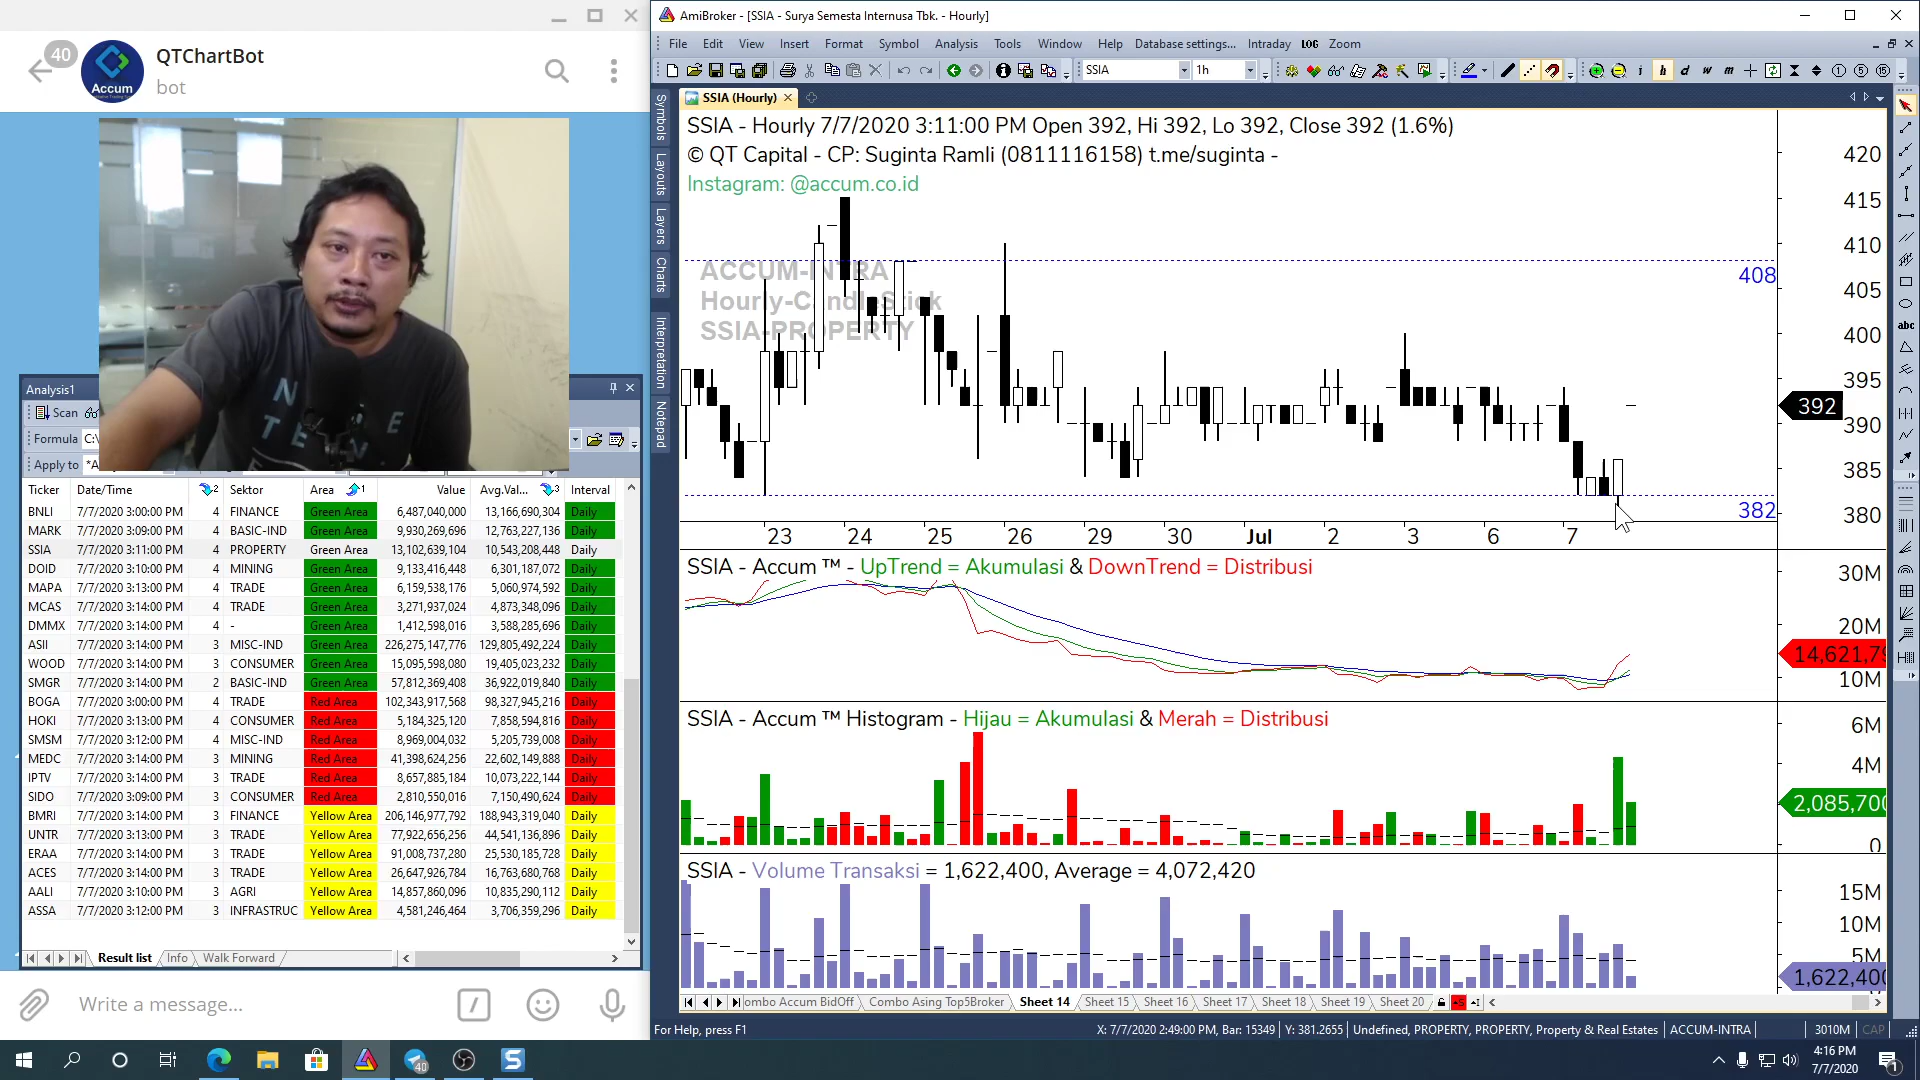 40
QTChartBot
bot
Accum
N
TE
E
Analysis1
Scan
Formula C:\
Apply to *A
Ticker Date/Time 2 Sektor Area 1 Value Avg.Val... 3 Interval
BNLI 7/7/2020 3:00:00 PM 4 FINANCE Green Area 6,487,040,000 13,166,690,304 Daily
MARK 7/7/2020 3:09:00 PM 4 BASIC-IND Green Area 9,930,269,696 12,763,227,136 Daily
SSIA 7/7/2020 3:11:00 PM 4 PROPERTY Green Area 13,102,639,104 10,543,208,448 Daily
DOID 7/7/2020 3:10:00 PM 4 MINING Green Area 9,133,416,448 6,301,187,072 Daily
MAPA 7/7/2020 3:13:00 PM 4 TRADE Green Area 6,159,538,176 5,060,974,592 Daily
MCAS 7/7/2020 3:14:00 PM 4 TRADE Green Area 3,271,937,024 4,873,348,096 Daily
DMMX 7/7/2020 3:14:00 PM 4 - Green Area 1,412,598,016 3,588,285,696 Daily
ASII 7/7/2020 3:14:00 PM 3 MISC-IND Green Area 226,275,147,776 129,805,492,224 Daily
WOOD 7/7/2020 3:14:00 PM 3 CONSUMER Green Area 15,095,598,080 19,405,023,232 Daily
SMGR 7/7/2020 3:14:00 PM 2 BASIC-IND Green Area 57,812,369,408 36,922,019,840 Daily
BOGA 7/7/2020 3:00:00 PM 4 TRADE Red Area 102,343,917,568 98,327,945,216 Daily
HOKI 7/7/2020 3:13:00 PM 4 CONSUMER Red Area 5,184,325,120 7,858,594,816 Daily
SMSM 7/7/2020 3:12:00 PM 4 MISC-IND Red Area 8,969,004,032 5,205,739,008 Daily
MEDC 7/7/2020 3:14:00 PM 3 MINING Red Area 41,398,624,256 22,602,149,888 Daily
IPTV 7/7/2020 3:14:00 PM 3 TRADE Red Area 8,657,885,184 10,073,222,144 Daily
SIDO 7/7/2020 3:09:00 PM 3 CONSUMER Red Area 2,810,550,016 7,150,490,624 Daily
BMRI 7/7/2020 3:14:00 PM 3 FINANCE Yellow Area 206,146,977,792 188,943,319,040 Daily
UNTR 7/7/2020 3:13:00 PM 3 TRADE Yellow Area 77,922,656,256 44,541,136,896 Daily
ERAA 7/7/2020 3:14:00 PM 3 TRADE Yellow Area 91,008,737,280 25,530,185,728 Daily
ACES 7/7/2020 3:14:00 PM 3 TRADE Yellow Area 26,647,926,784 16,763,680,768 Daily
AALI 7/7/2020 3:10:00 PM 3 AGRI Yellow Area 14,857,860,096 10,835,290,112 Daily
ASSA 7/7/2020 3:12:00 PM 3 INFRASTRUC Yellow Area 4,581,246,464 3,706,359,296 Daily
Result list Info Walk Forward
Write a message...
AmiBroker - [SSIA - Surya Semesta Internusa Tbk. - Hourly]
File Edit View Insert Format Symbol Analysis Tools Window Help Database settings... Intraday LOG Zoom
SSIA 1h i h d w m
abc
Symbols
Layouts
Layers
Charts
Interpretation
Notepad
SSIA (Hourly)
SSIA - Hourly 7/7/2020 3:11:00 PM Open 392, Hi 392, Lo 392, Close 392 (1.6%)
© QT Capital - CP: Suginta Ramli (0811116158) t.me/suginta -
Instagram: @accum.co.id
ACCUM-INTRA
Hourly-CandleStick
SSIA-PROPERTY
408
382
420
415
410
405
400
395
392
390
385
380
23 24 25 26 29 30 Jul 2 3 6 7
SSIA - Accum ™ - UpTrend = Akumulasi & DownTrend = Distribusi
30M
20M
14,621,79
10M
SSIA - Accum ™ Histogram - Hijau = Akumulasi & Merah = Distribusi
6M
4M
2,085,700
0
SSIA - Volume Transaksi = 1,622,400, Average = 4,072,420
15M
10M
5M
1,622,400
ombo Accum BidOff Combo Asing Top5Broker Sheet 14 Sheet 15 Sheet 16 Sheet 17 Sheet 18 Sheet 19 Sheet 20
For Help, press F1 X: 7/7/2020 2:49:00 PM, Bar: 15349 Y: 381.2655 Undefined, PROPERTY, PROPERTY, Property & Real Estates ACCUM-INTRA 3010M CAP
40
S
4:16 PM
7/7/2020
1